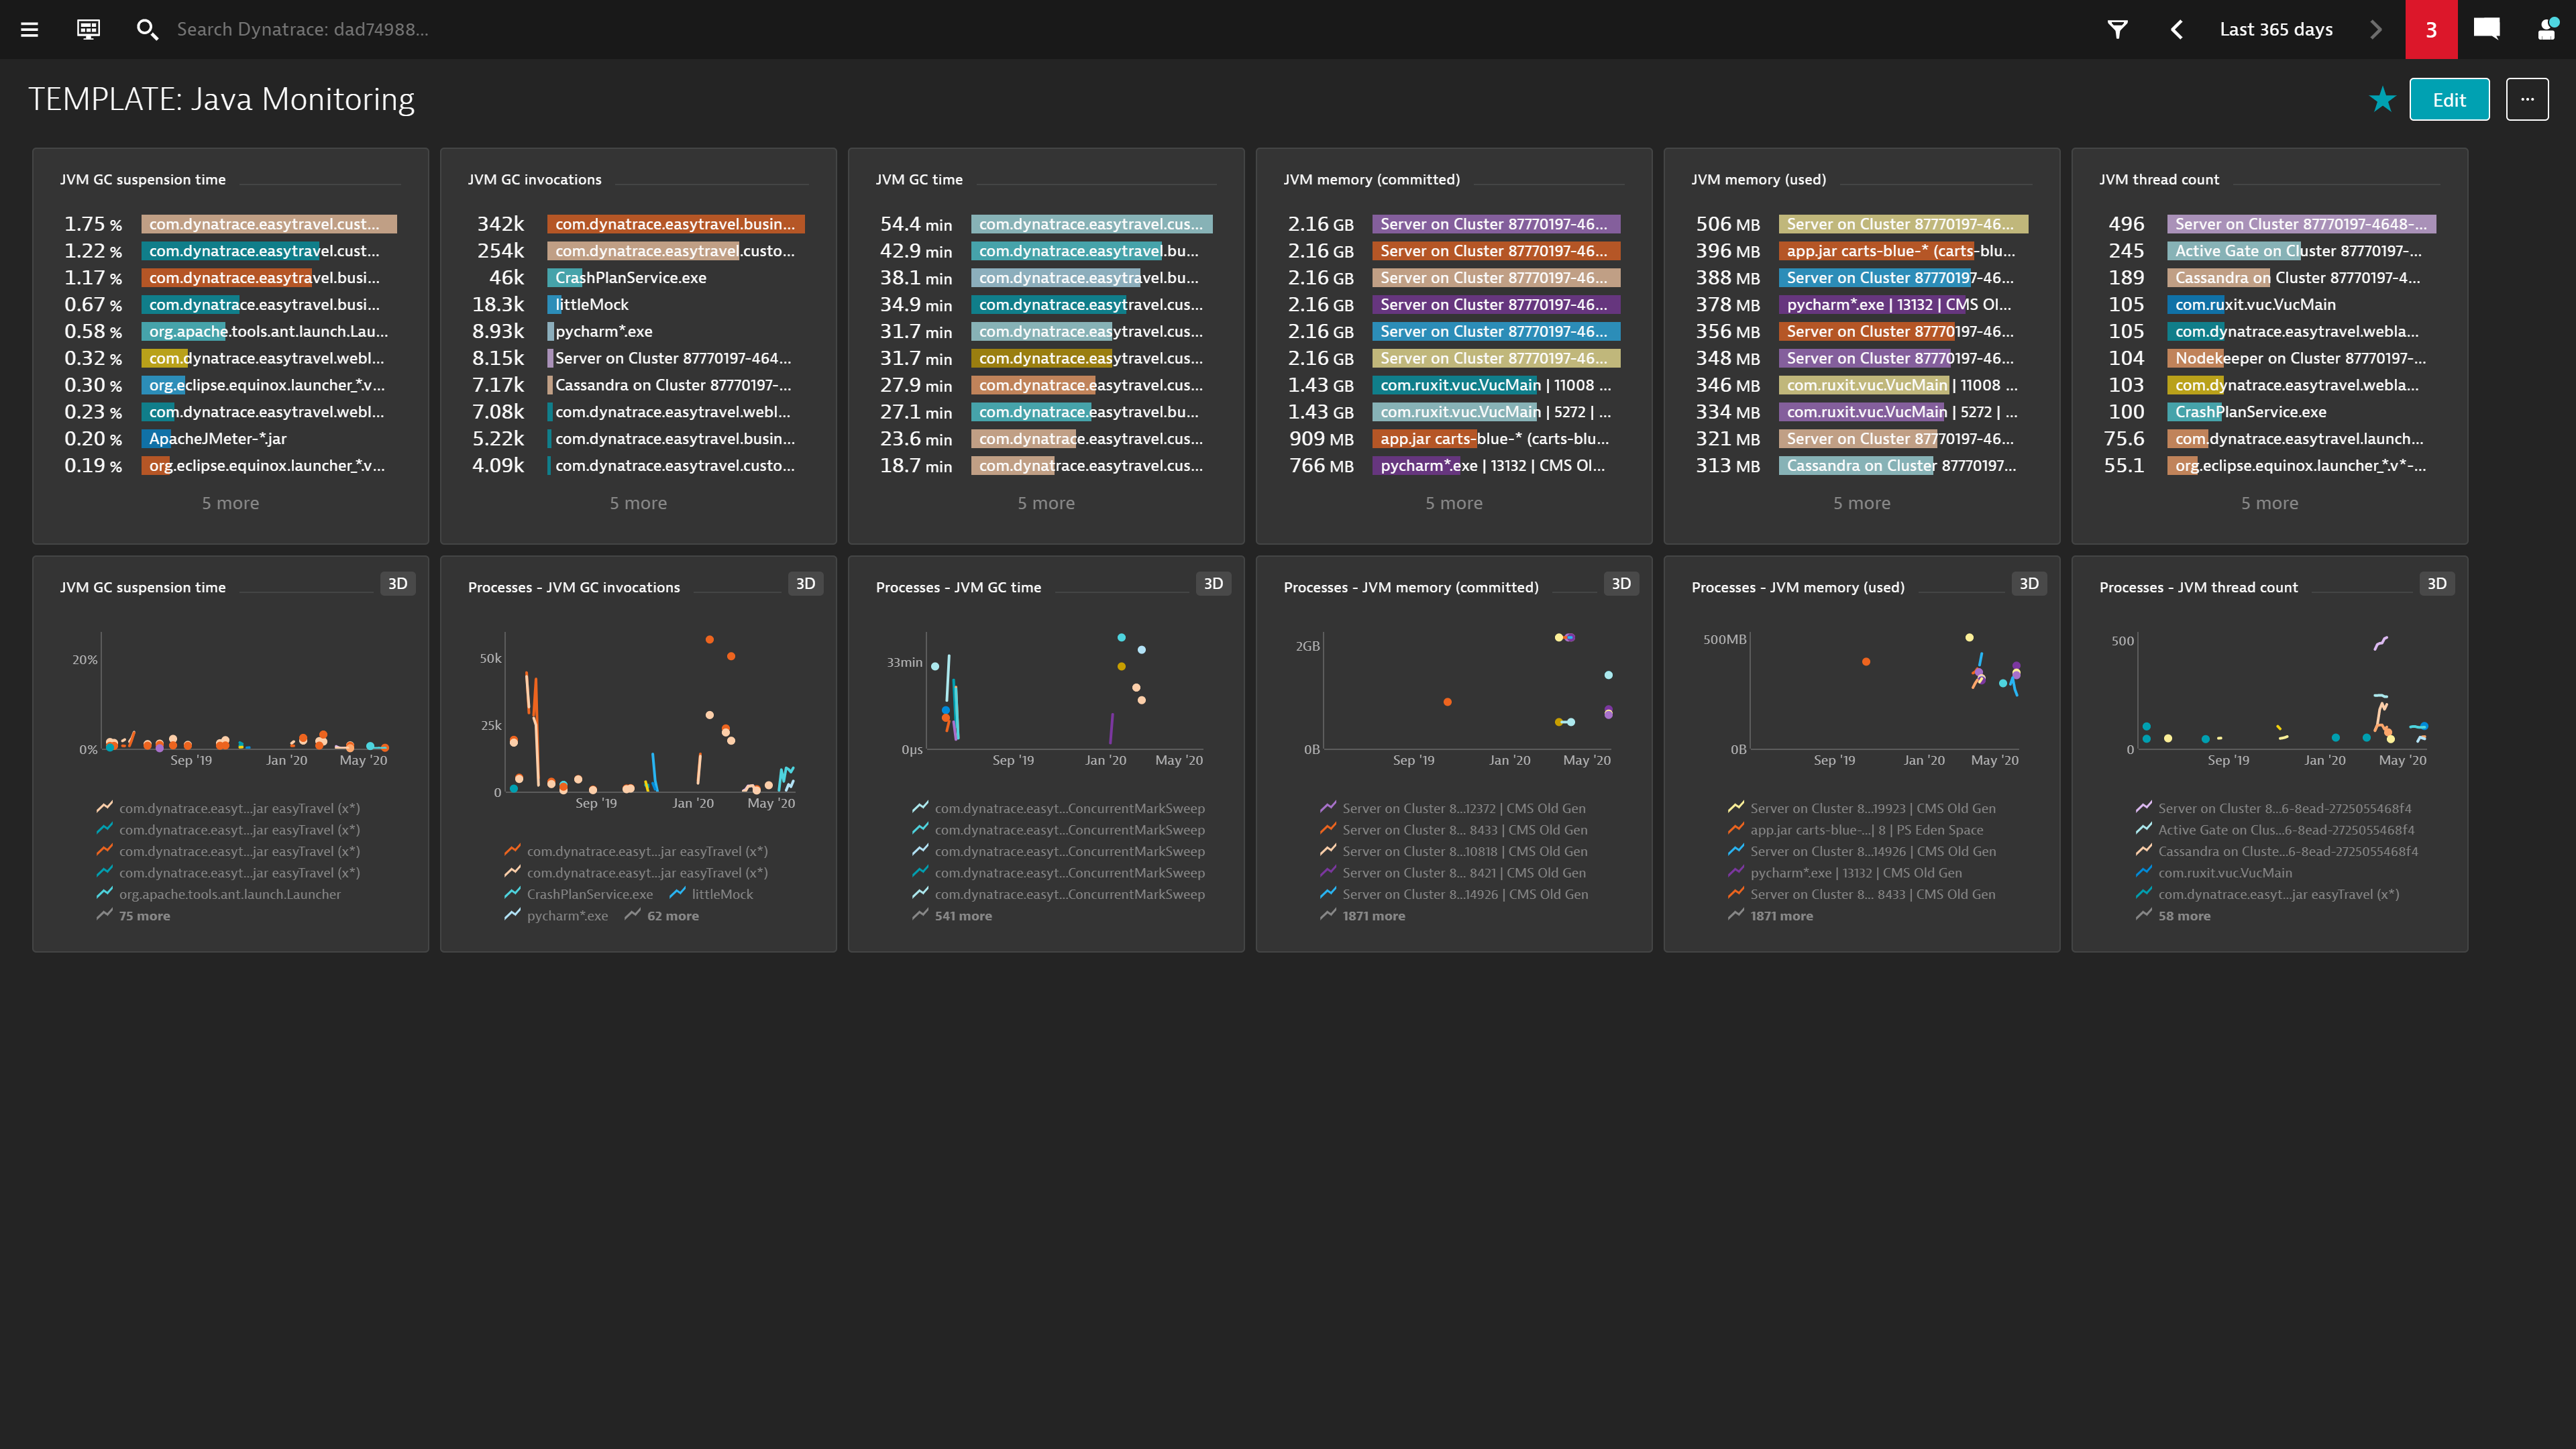 Search Dynatrace: dad74988...
Last 365 days
3
TEMPLATE: Java Monitoring
Edit
...
JVM GC suspension time
1.75 % com.dynatrace.easytravel.cust...
1.22 % com.dynatrace.easytravel.cust...
1.17 % com.dynatrace.easytravel.busi...
0.67 % com.dynatrace.easytravel.busi...
0.58 % org.apache.tools.ant.launch.Lau...
0.32 % com.dynatrace.easytravel.webl...
0.30 % org.eclipse.equinox.launcher_*.v...
0.23 % com.dynatrace.easytravel.webl...
0.20 % ApacheJMeter-*.jar
0.19 % org.eclipse.equinox.launcher_*.v...
5 more
JVM GC invocations
342k com.dynatrace.easytravel.busin...
254k com.dynatrace.easytravel.custo...
46k CrashPlanService.exe
18.3k littleMock
8.93k pycharm*.exe
8.15k Server on Cluster 87770197-464...
7.17k Cassandra on Cluster 87770197-...
7.08k com.dynatrace.easytravel.webl...
5.22k com.dynatrace.easytravel.busin...
4.09k com.dynatrace.easytravel.custo...
5 more
JVM GC time
54.4 min com.dynatrace.easytravel.cus...
42.9 min com.dynatrace.easytravel.bu...
38.1 min com.dynatrace.easytravel.bu...
34.9 min com.dynatrace.easytravel.cus...
31.7 min com.dynatrace.easytravel.cus...
31.7 min com.dynatrace.easytravel.cus...
27.9 min com.dynatrace.easytravel.cus...
27.1 min com.dynatrace.easytravel.bu...
23.6 min com.dynatrace.easytravel.cus...
18.7 min com.dynatrace.easytravel.cus...
5 more
JVM memory (committed)
2.16 GB Server on Cluster 87770197-46...
2.16 GB Server on Cluster 87770197-46...
2.16 GB Server on Cluster 87770197-46...
2.16 GB Server on Cluster 87770197-46...
2.16 GB Server on Cluster 87770197-46...
2.16 GB Server on Cluster 87770197-46...
1.43 GB com.ruxit.vuc.VucMain | 11008 ...
1.43 GB com.ruxit.vuc.VucMain | 5272 | ...
909 MB app.jar carts-blue-* (carts-blu...
766 MB pycharm*.exe | 13132 | CMS Ol...
5 more
JVM memory (used)
506 MB Server on Cluster 87770197-46...
396 MB app.jar carts-blue-* (carts-blu...
388 MB Server on Cluster 87770197-46...
378 MB pycharm*.exe | 13132 | CMS Ol...
356 MB Server on Cluster 87770197-46...
348 MB Server on Cluster 87770197-46...
346 MB com.ruxit.vuc.VucMain | 11008 ...
334 MB com.ruxit.vuc.VucMain | 5272 | ...
321 MB Server on Cluster 87770197-46...
313 MB Cassandra on Cluster 87770197...
5 more
JVM thread count
496 Server on Cluster 87770197-4648-...
245 Active Gate on Cluster 87770197-...
189 Cassandra on Cluster 87770197-4...
105 com.ruxit.vuc.VucMain
105 com.dynatrace.easytravel.webla...
104 Nodekeeper on Cluster 87770197-...
103 com.dynatrace.easytravel.webla...
100 CrashPlanService.exe
75.6 com.dynatrace.easytravel.launch...
55.1 org.eclipse.equinox.launcher_*.v*-...
5 more
JVM GC suspension time
3D
20%
0%
Sep '19 Jan '20 May '20
com.dynatrace.easyt...jar easyTravel (x*)
com.dynatrace.easyt...jar easyTravel (x*)
com.dynatrace.easyt...jar easyTravel (x*)
com.dynatrace.easyt...jar easyTravel (x*)
org.apache.tools.ant.launch.Launcher
75 more
Processes - JVM GC invocations
3D
50k
25k
0
Sep '19 Jan '20 May '20
com.dynatrace.easyt...jar easyTravel (x*)
com.dynatrace.easyt...jar easyTravel (x*)
CrashPlanService.exe littleMock
pycharm*.exe 62 more
Processes - JVM GC time
3D
33min
0µs
Sep '19 Jan '20 May '20
com.dynatrace.easyt...ConcurrentMarkSweep
com.dynatrace.easyt...ConcurrentMarkSweep
com.dynatrace.easyt...ConcurrentMarkSweep
com.dynatrace.easyt...ConcurrentMarkSweep
com.dynatrace.easyt...ConcurrentMarkSweep
541 more
Processes - JVM memory (committed)
3D
2GB
0B
Sep '19 Jan '20 May '20
Server on Cluster 8...12372 | CMS Old Gen
Server on Cluster 8... 8433 | CMS Old Gen
Server on Cluster 8...10818 | CMS Old Gen
Server on Cluster 8... 8421 | CMS Old Gen
Server on Cluster 8...14926 | CMS Old Gen
1871 more
Processes - JVM memory (used)
3D
500MB
0B
Sep '19 Jan '20 May '20
Server on Cluster 8...19923 | CMS Old Gen
app.jar carts-blue-...| 8 | PS Eden Space
Server on Cluster 8...14926 | CMS Old Gen
pycharm*.exe | 13132 | CMS Old Gen
Server on Cluster 8... 8433 | CMS Old Gen
1871 more
Processes - JVM thread count
3D
500
0
Sep '19 Jan '20 May '20
Server on Cluster 8...6-8ead-2725055468f4
Active Gate on Clus...6-8ead-2725055468f4
Cassandra on Cluste...6-8ead-2725055468f4
com.ruxit.vuc.VucMain
com.dynatrace.easyt...jar easyTravel (x*)
58 more